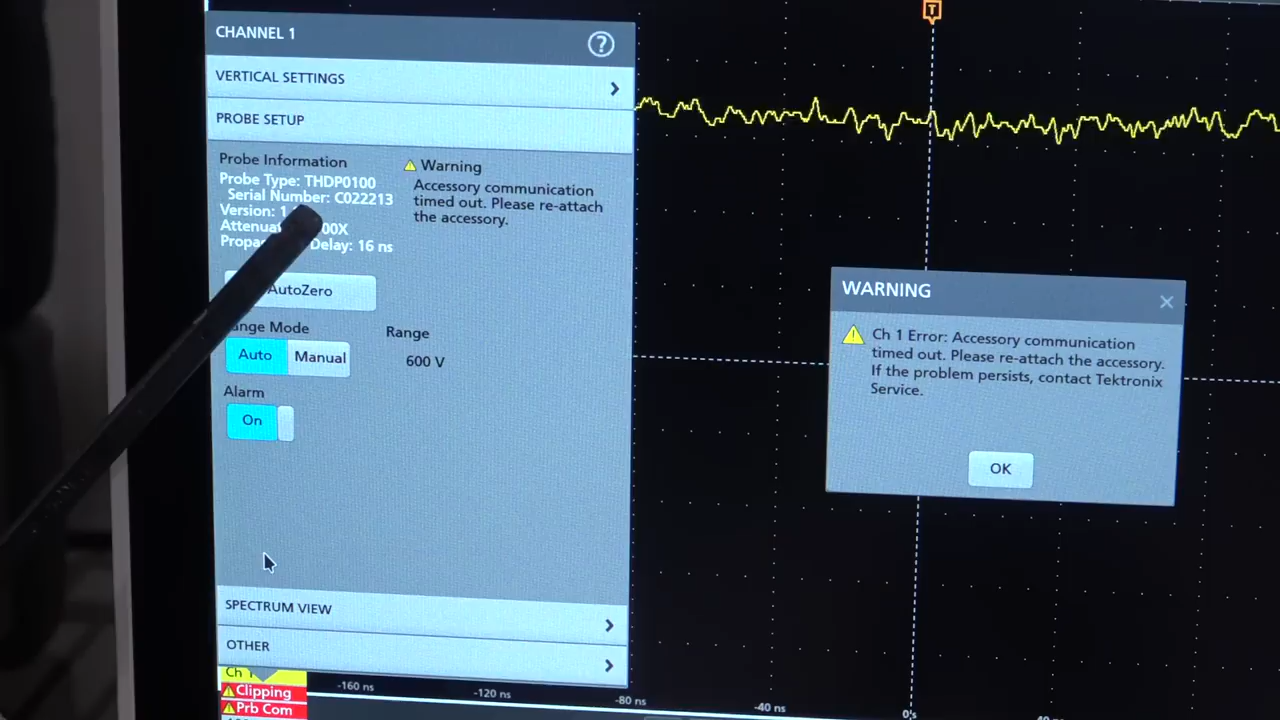 CHANNEL 1
?
VERTICAL SETTINGS
PROBE SETUP
Probe Information
Probe Type: THDP0100
Serial Number: C022213
Version: 1
Delay: 16 ns
Warning
Accessory communication
timed out. Please re-attach
the accessory.
AutoZero
Mode
Auto
Manual
Range
600 V
Alarm
On
SPECTRUM VIEW
OTHER
Ch 1
Clipping
Prb Com
T
WARNING
Ch 1 Error: Accessory communication
timed out. Please re-attach the accessory.
If the problem persists, contact Tektronix
Service.
OK
-160 ns
-120 ns
-80 ns
-40 ns
0 s